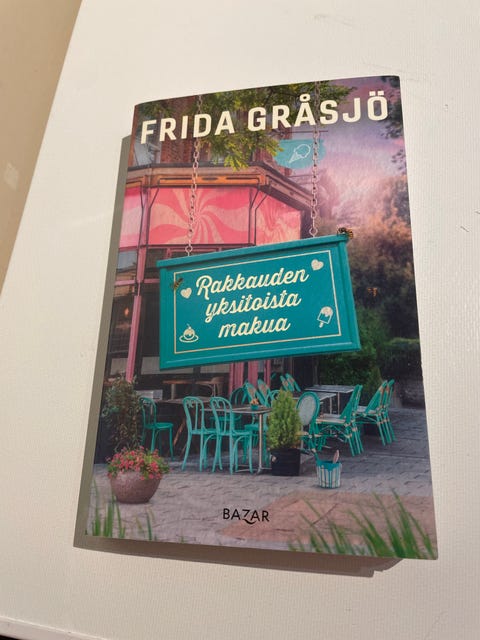 FRIDA GRÅSJÖ
Rakkauden
yksitoista
makua
BAZAR